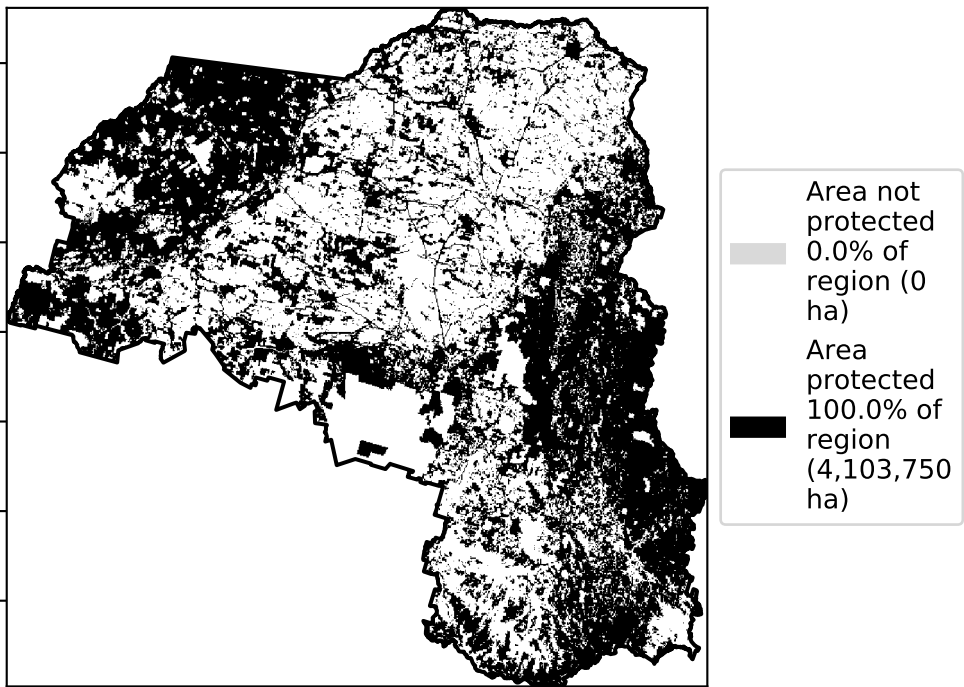 Area not
protected
0.0% of
region (0
ha)
Area
protected
100.0% of
region
(4,103,750
ha)